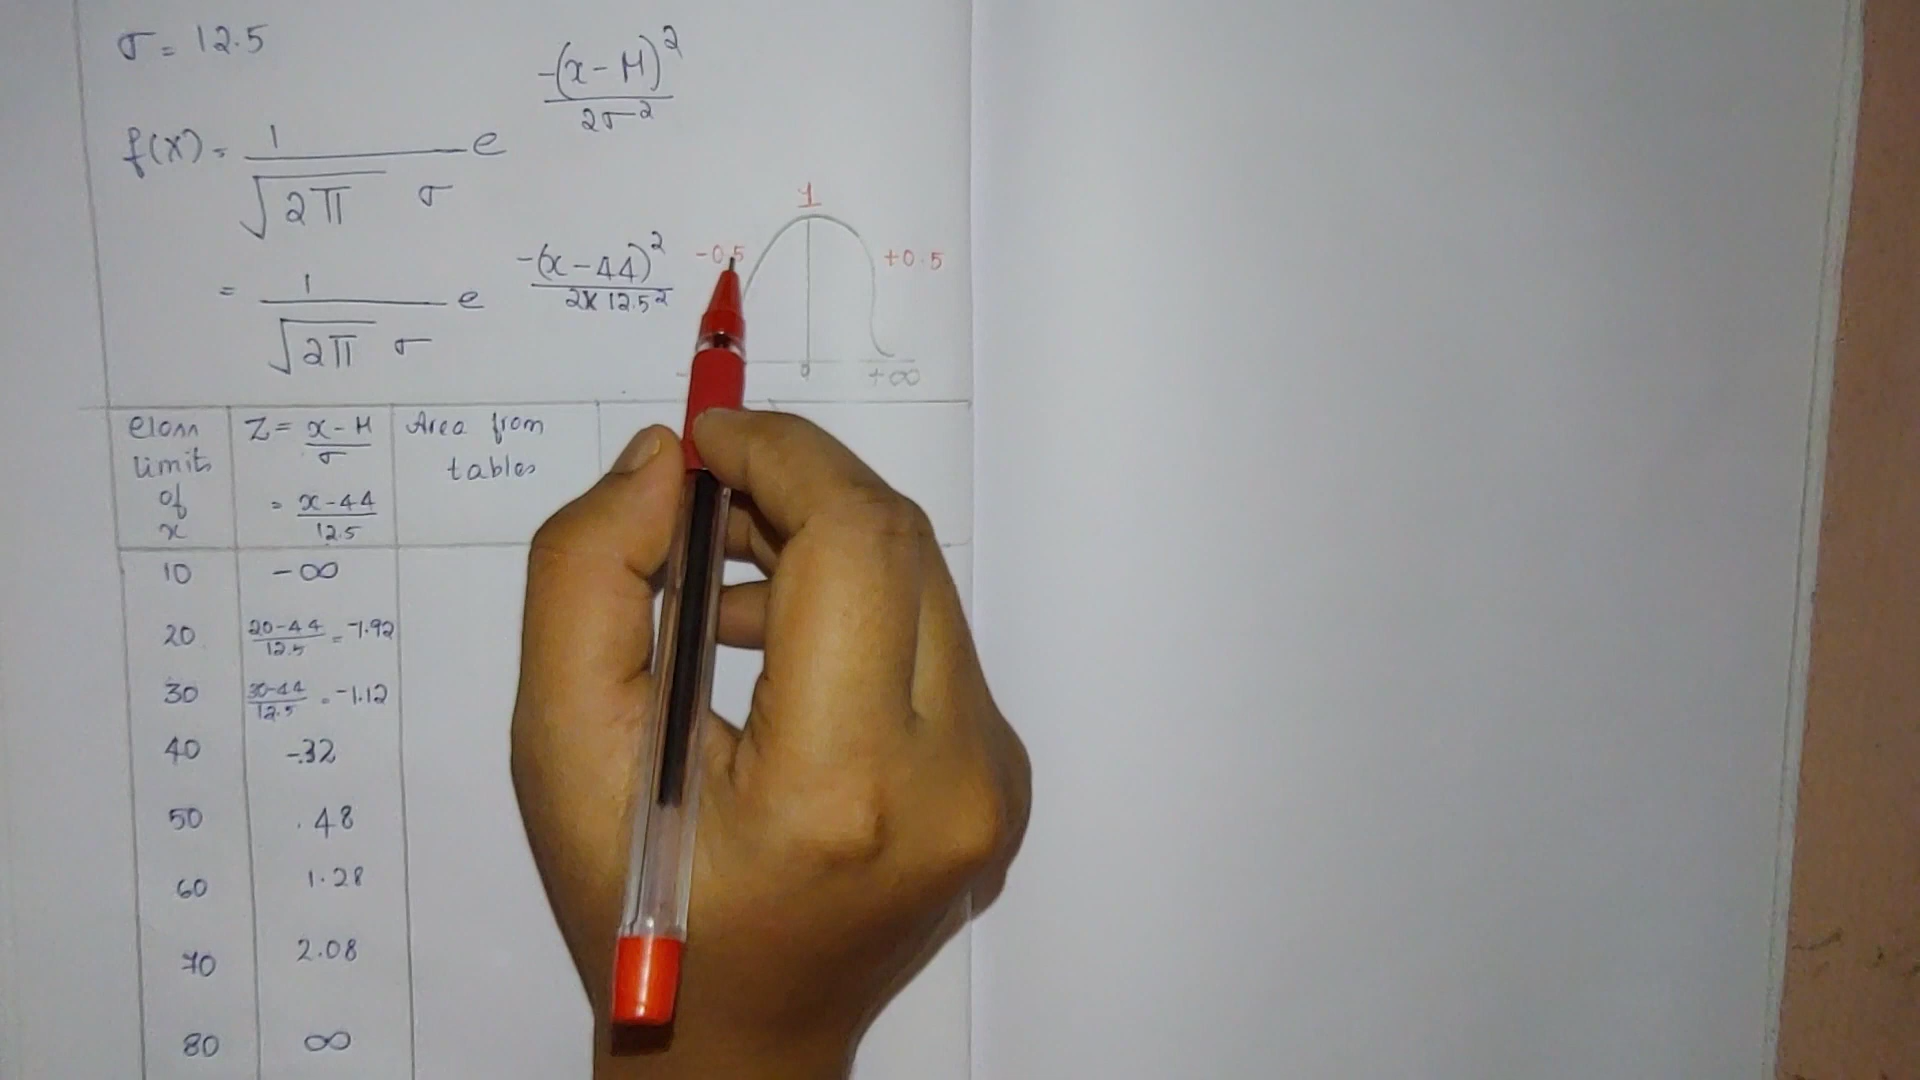 σ = 12.5
f(x) = 1 / √2π σ e -(x-μ)² / 2σ²
= 1 / √2π σ e -(x-44)² / 2×12.5²
1
-0.5
+0.5
0
+∞
class limits of x
Z = x-μ / σ
= x-44 / 12.5
Area from tables
10 -∞
20 20-44 / 12.5 = -1.92
30 30-44 / 12.5 = -1.12
40 -.32
50 .48
60 1.28
70 2.08
80 ∞